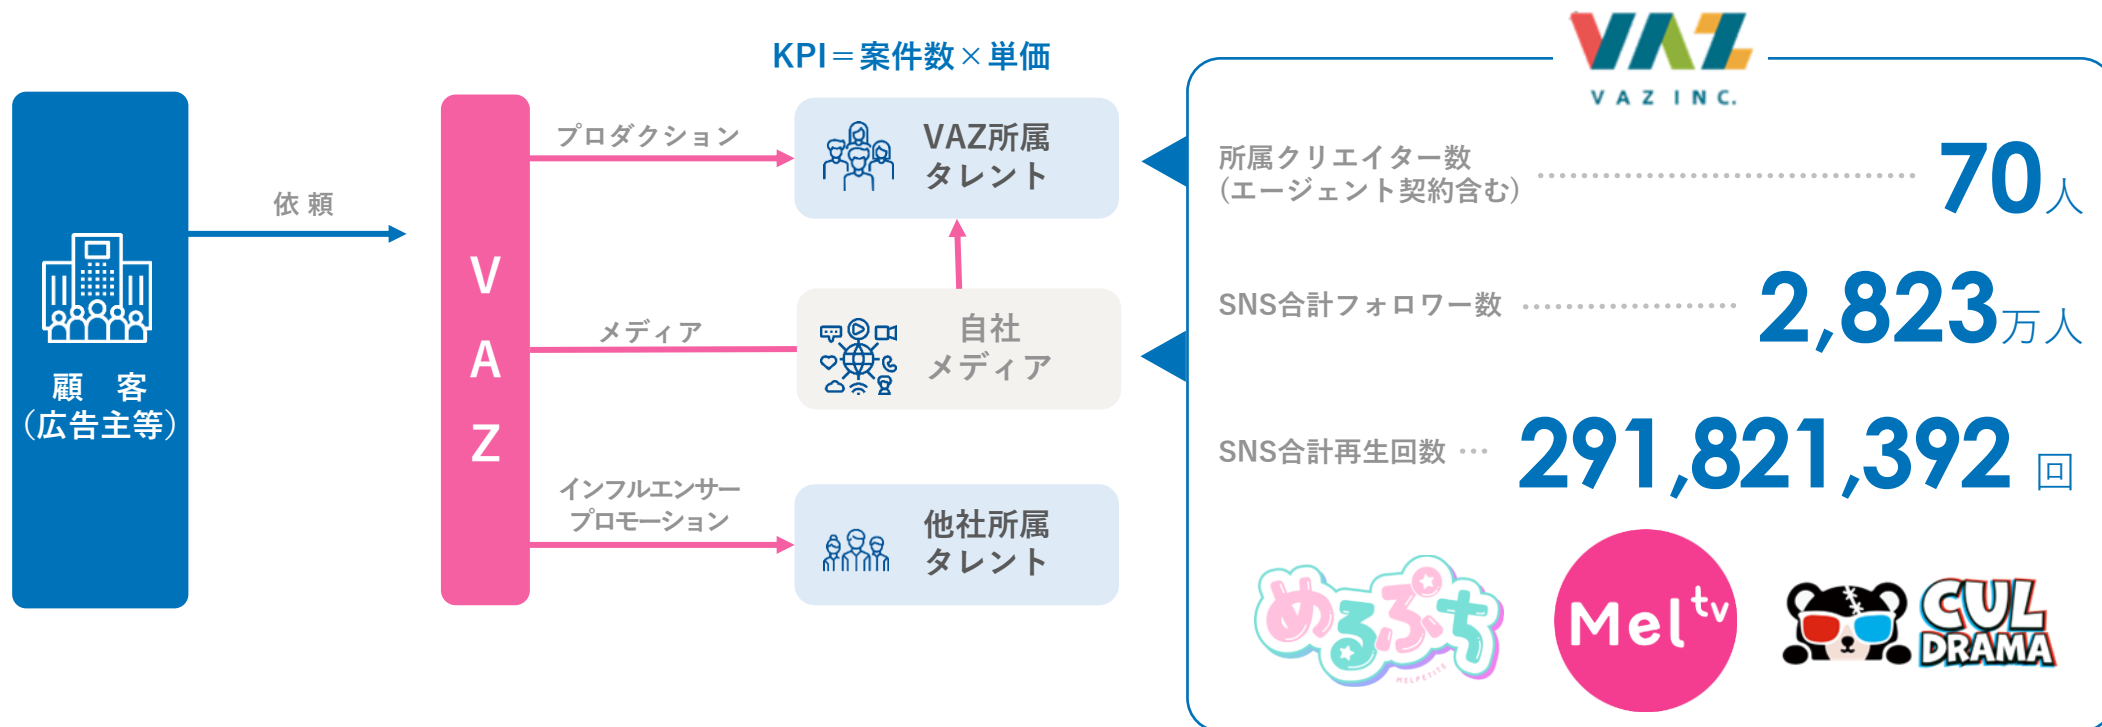 KPI＝案件数×単価
顧　客
（広告主等）
依 頼
V
A
Z
プロダクション
メディア
インフルエンサー
プロモーション
VAZ所属
タレント
自社
メディア
他社所属
タレント
VAZ
VAZ INC.
所属クリエイター数
（エージェント契約含む）
70人
SNS合計フォロワー数
2,823万人
SNS合計再生回数
291,821,392 回
めるぷち
MELPETITE
Mel tv
CUL
DRAMA